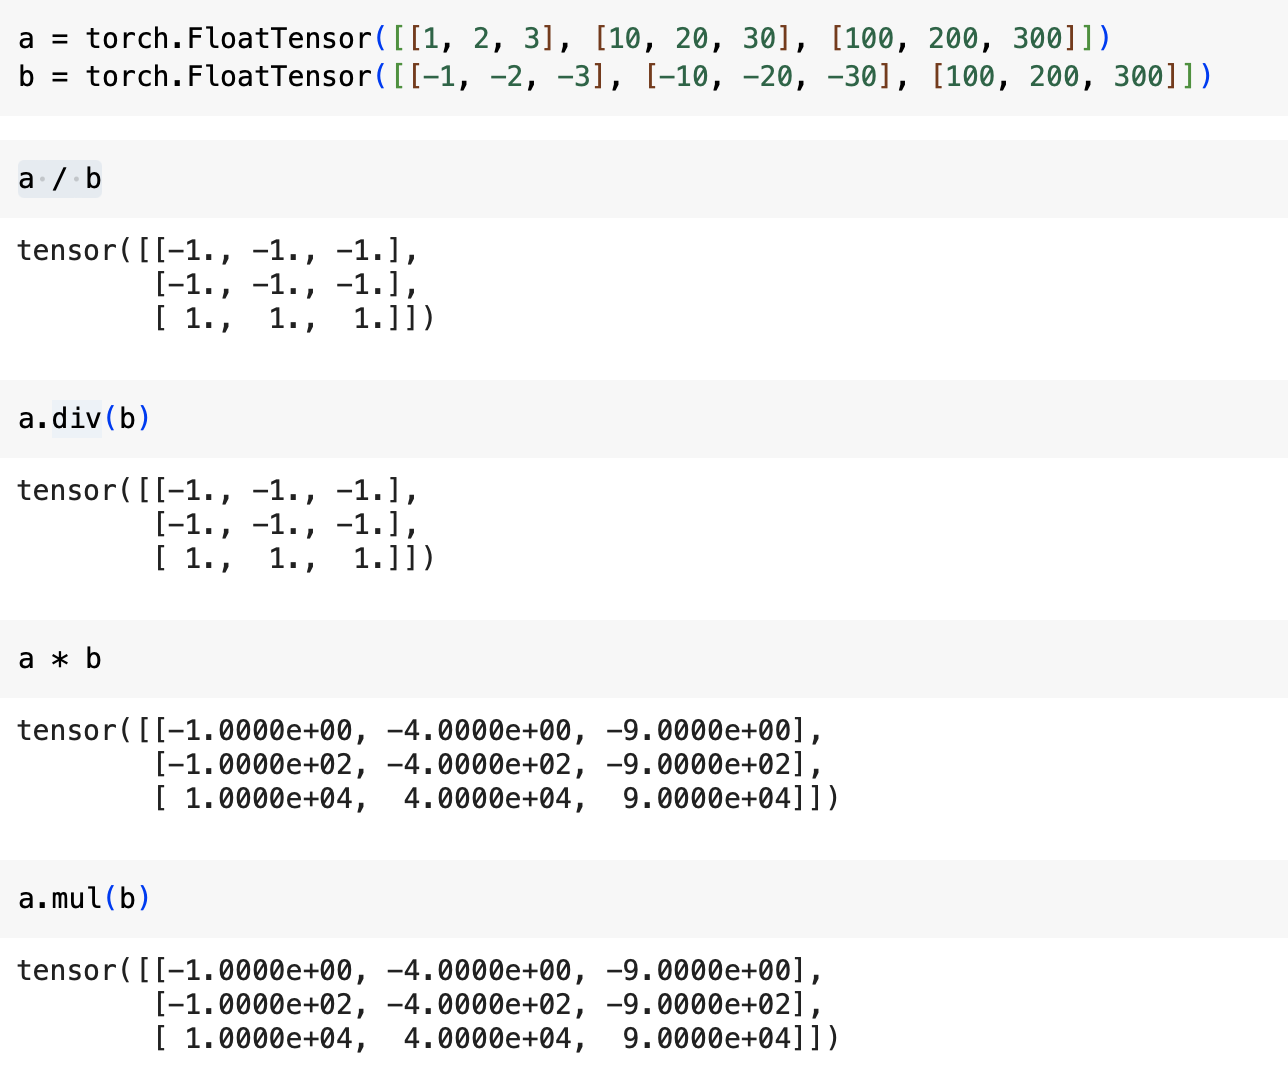 a = torch.FloatTensor([[1, 2, 3], [10, 20, 30], [100, 200, 300]])
b = torch.FloatTensor([[-1, -2, -3], [-10, -20, -30], [100, 200, 300]])
a / b
tensor([[-1., -1., -1.],
        [-1., -1., -1.],
        [ 1.,  1.,  1.]])
a.div(b)
tensor([[-1., -1., -1.],
        [-1., -1., -1.],
        [ 1.,  1.,  1.]])
a * b
tensor([[-1.0000e+00, -4.0000e+00, -9.0000e+00],
        [-1.0000e+02, -4.0000e+02, -9.0000e+02],
        [ 1.0000e+04,  4.0000e+04,  9.0000e+04]])
a.mul(b)
tensor([[-1.0000e+00, -4.0000e+00, -9.0000e+00],
        [-1.0000e+02, -4.0000e+02, -9.0000e+02],
        [ 1.0000e+04,  4.0000e+04,  9.0000e+04]])